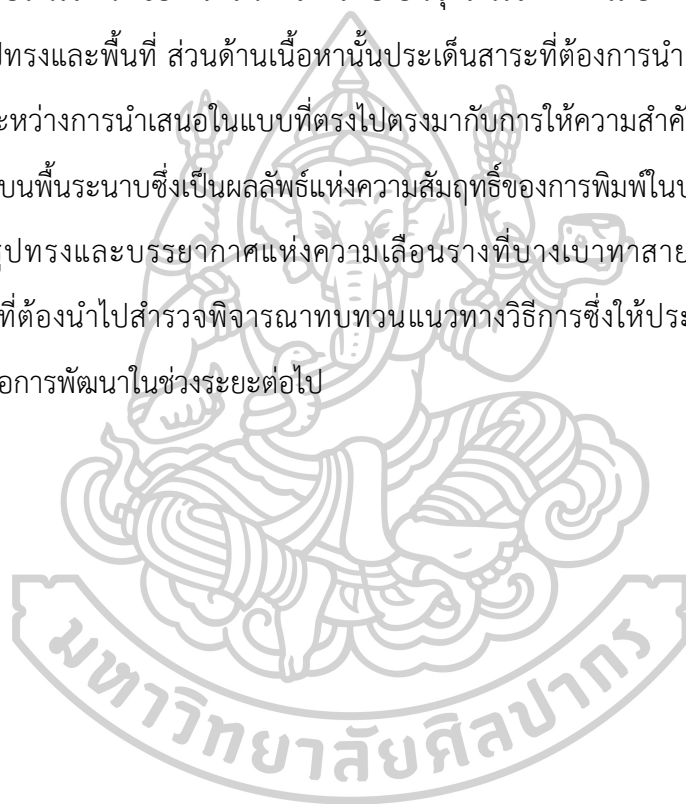 ปทรงและพื้นที่ ส่วนด้านเนื้อหานั้นประเด็นสาระที่ต้องการนำ
ะหว่างการนำเสนอในแบบที่ตรงไปตรงมากับการให้ความสำคั
บนพื้นระนาบซึ่งเป็นผลลัพธ์แห่งความสัมฤทธิ์ของการพิมพ์ใน
ูปทรงและบรรยากาศแห่งความเลือนรางที่บางเบาทาสาย
ที่ต้องนำไปสำรวจพิจารณาทบทวนแนวทางวิธีการซึ่งให้ประ
อการพัฒนาในช่วงระยะต่อไป
มหาวิทยาลัยศิลปากร